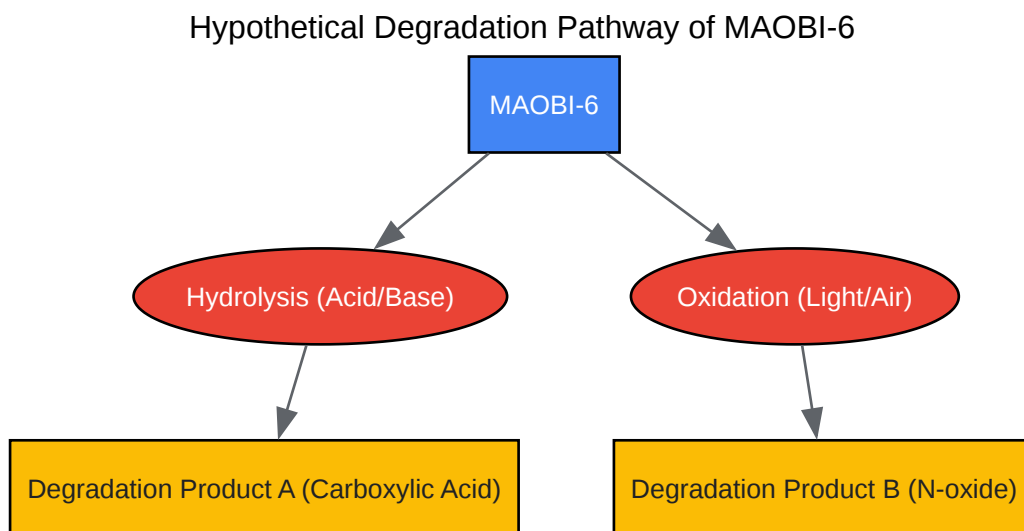 Hypothetical Degradation Pathway of MAOBI-6
MAOBI-6
Hydrolysis (Acid/Base)
Oxidation (Light/Air)
Degradation Product A (Carboxylic Acid)
Degradation Product B (N-oxide)